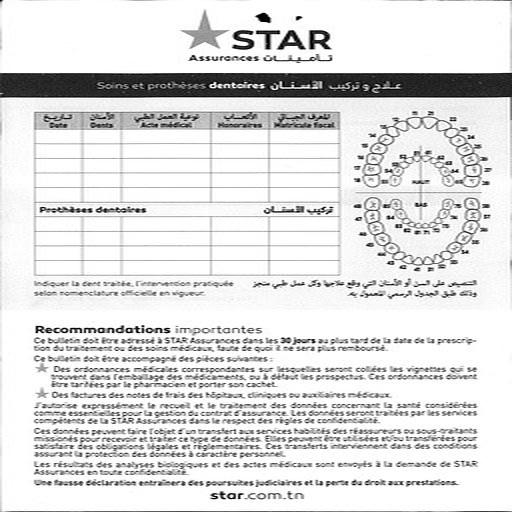 STAR
Assurances تأمينات
Soins et prothèses dentaires علاج و تركيب الأسنان
تاريخ الأسنان نوعية العمل الطبي الأتعاب المعرف الجبائي
Date Dents Acte médical Honoraires Matricule fiscal
Prothèses dentaires تركيب الأسنان
HAUT
BAS
Indiquer la dent traitée, l'intervention pratiquée
selon nomenclature officielle en vigueur.
التنصيص على السن أو الأسنان التي وقع علاجها وكل عمل طبي منجز
وذلك طبق الجدول الرسمي المعمول به.
Recommandations importantes
Ce bulletin doit être adressé à STAR Assurances dans les 30 jours au plus tard de la date de la prescrip-
tion du traitement ou des soins médicaux, faute de quoi il ne sera plus remboursé.
Ce bulletin doit être accompagné des pièces suivantes :
Des ordonnances médicales correspondantes sur lesquelles seront collées les vignettes qui se
trouvent dans l'emballage des médicaments, ou à défaut les prospectus. Ces ordonnances doivent
être tarifées par le pharmacien et porter son cachet.
Des factures des notes de frais des hôpitaux, cliniques ou auxiliaires médicaux.
J'autorise expressément le recueil et le traitement des données concernant la santé considérées
comme essentielles pour la gestion du contrat d'assurance. Les données seront traitées par les services
compétents de la STAR Assurances dans le respect des règles de confidentialité.
Ces données peuvent faire l'objet d'un transfert aux services habilités des réassureurs ou sous-traitants
missionnés pour recevoir et traiter ce type de données. Elles peuvent être utilisées et/ou transférées pour
satisfaire des obligations légales et réglementaires. Ces transferts interviennent dans des conditions
assurant la protection des données à caractère personnel.
Les résultats des analyses biologiques et des actes médicaux sont envoyés à la demande de STAR
Assurances en toute confidentialité.
Une fausse déclaration entraînera des poursuites judiciaires et la perte du droit aux prestations.
star.com.tn